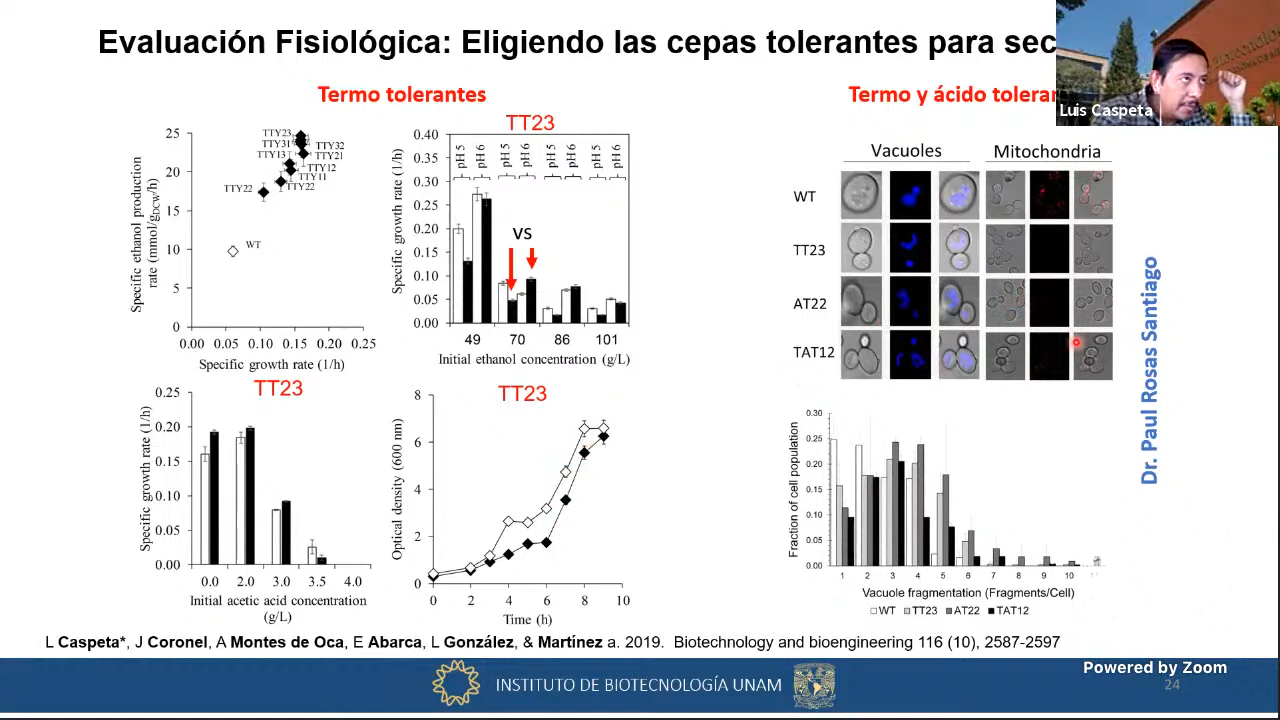 Evaluación Fisiológica: Eligiendo las cepas tolerantes para sec
Luis Caspeta
Termo tolerantes
Termo y ácido toleran
Specific ethanol production
rate (mmol/gDCW/h)
25
20
15
10
5
0
TTY23
TTY31
TTY32
TTY13
TTY21
TTY12
TTY11
TTY22
TTY22
WT
0.00 0.05 0.10 0.15 0.20 0.25
Specific growth rate (1/h)
TT23
Specific growth rate (1/h)
0.40
0.35
0.30
0.25
0.20
0.15
0.10
0.05
0.00
pH 5
pH 6
pH 5
pH 6
pH 5
pH 6
pH 5
pH 6
vs
49 70 86 101
Initial ethanol concentration (g/L)
TT23
Specific growth rate (1/h)
0.25
0.20
0.15
0.10
0.05
0.00
0.0 2.0 3.0 3.5 4.0
Initial acetic acid concentration
(g/L)
TT23
Optical density (600 nm)
8
6
4
2
0
0 2 4 6 8 10
Time (h)
Vacuoles Mitochondria
WT
TT23
AT22
TAT12
Dr. Paul Rosas Santiago
Fraction of cell population
0.30
0.25
0.20
0.15
0.10
0.05
0.00
1 2 3 4 5 6 7 8 9 10
Vacuole fragmentation (Fragments/Cell)
WT TT23 AT22 TAT12
L Caspeta*, J Coronel, A Montes de Oca, E Abarca, L González, & Martínez a. 2019. Biotechnology and bioengineering 116 (10), 2587-2597
INSTITUTO DE BIOTECNOLOGÍA UNAM
Powered by Zoom
24